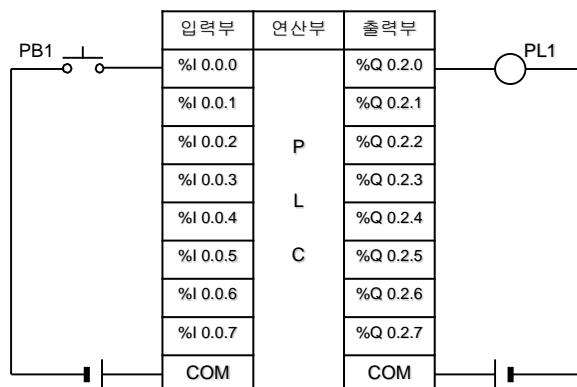 입력부 연산부 출력부
PB1 PL1
%I 0.0.0 %Q 0.2.0
%I 0.0.1 %Q 0.2.1
%I 0.0.2 P %Q 0.2.2
%I 0.0.3 %Q 0.2.3
%I 0.0.4 L %Q 0.2.4
%I 0.0.5 C %Q 0.2.5
%I 0.0.6 %Q 0.2.6
%I 0.0.7 %Q 0.2.7
COM COM